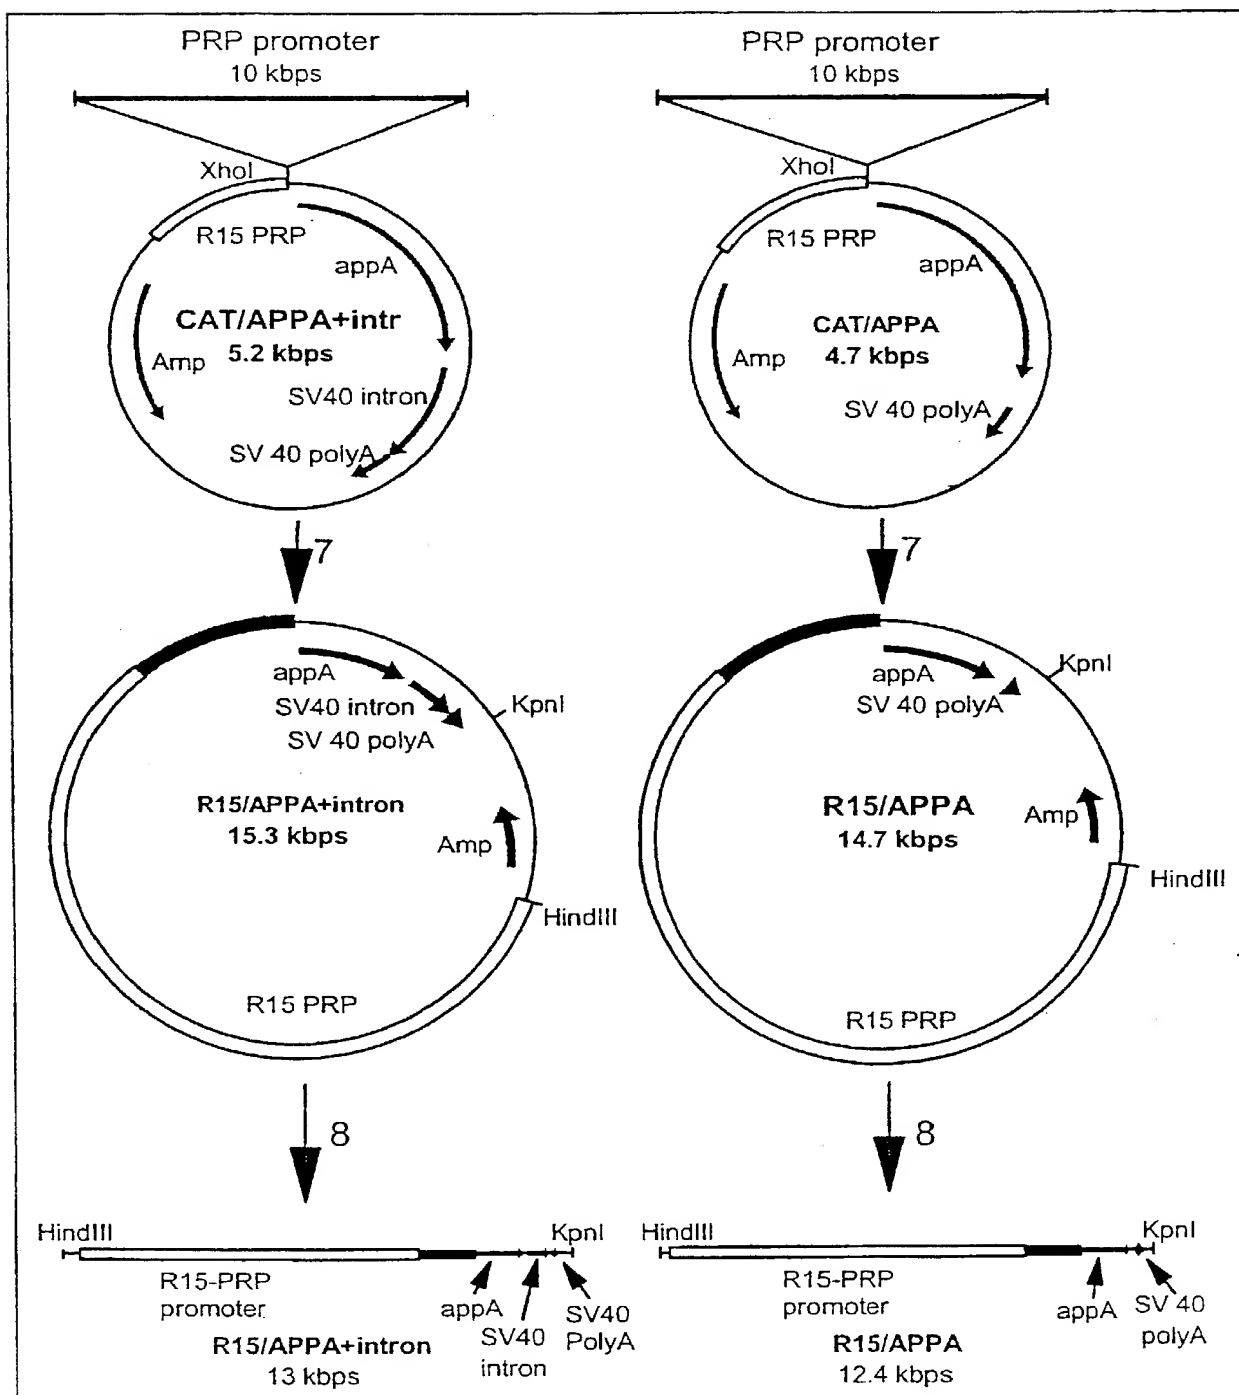 PRP promoter
10 kbps
XhoI
R15 PRP
appA
CAT/APPA+intr
5.2 kbps
Amp
SV40 intron
SV 40 polyA
7
appA
SV40 intron
SV 40 polyA
KpnI
R15/APPA+intron
15.3 kbps
Amp
HindIII
R15 PRP
8
HindIII
KpnI
R15-PRP
promoter
appA
SV40
intron
SV40
PolyA
R15/APPA+intron
13 kbps
PRP promoter
10 kbps
XhoI
R15 PRP
appA
CAT/APPA
4.7 kbps
Amp
SV 40 polyA
7
appA
SV 40 polyA
KpnI
R15/APPA
14.7 kbps
Amp
HindIII
R15 PRP
8
HindIII
KpnI
R15-PRP
promoter
appA
SV 40
polyA
R15/APPA
12.4 kbps